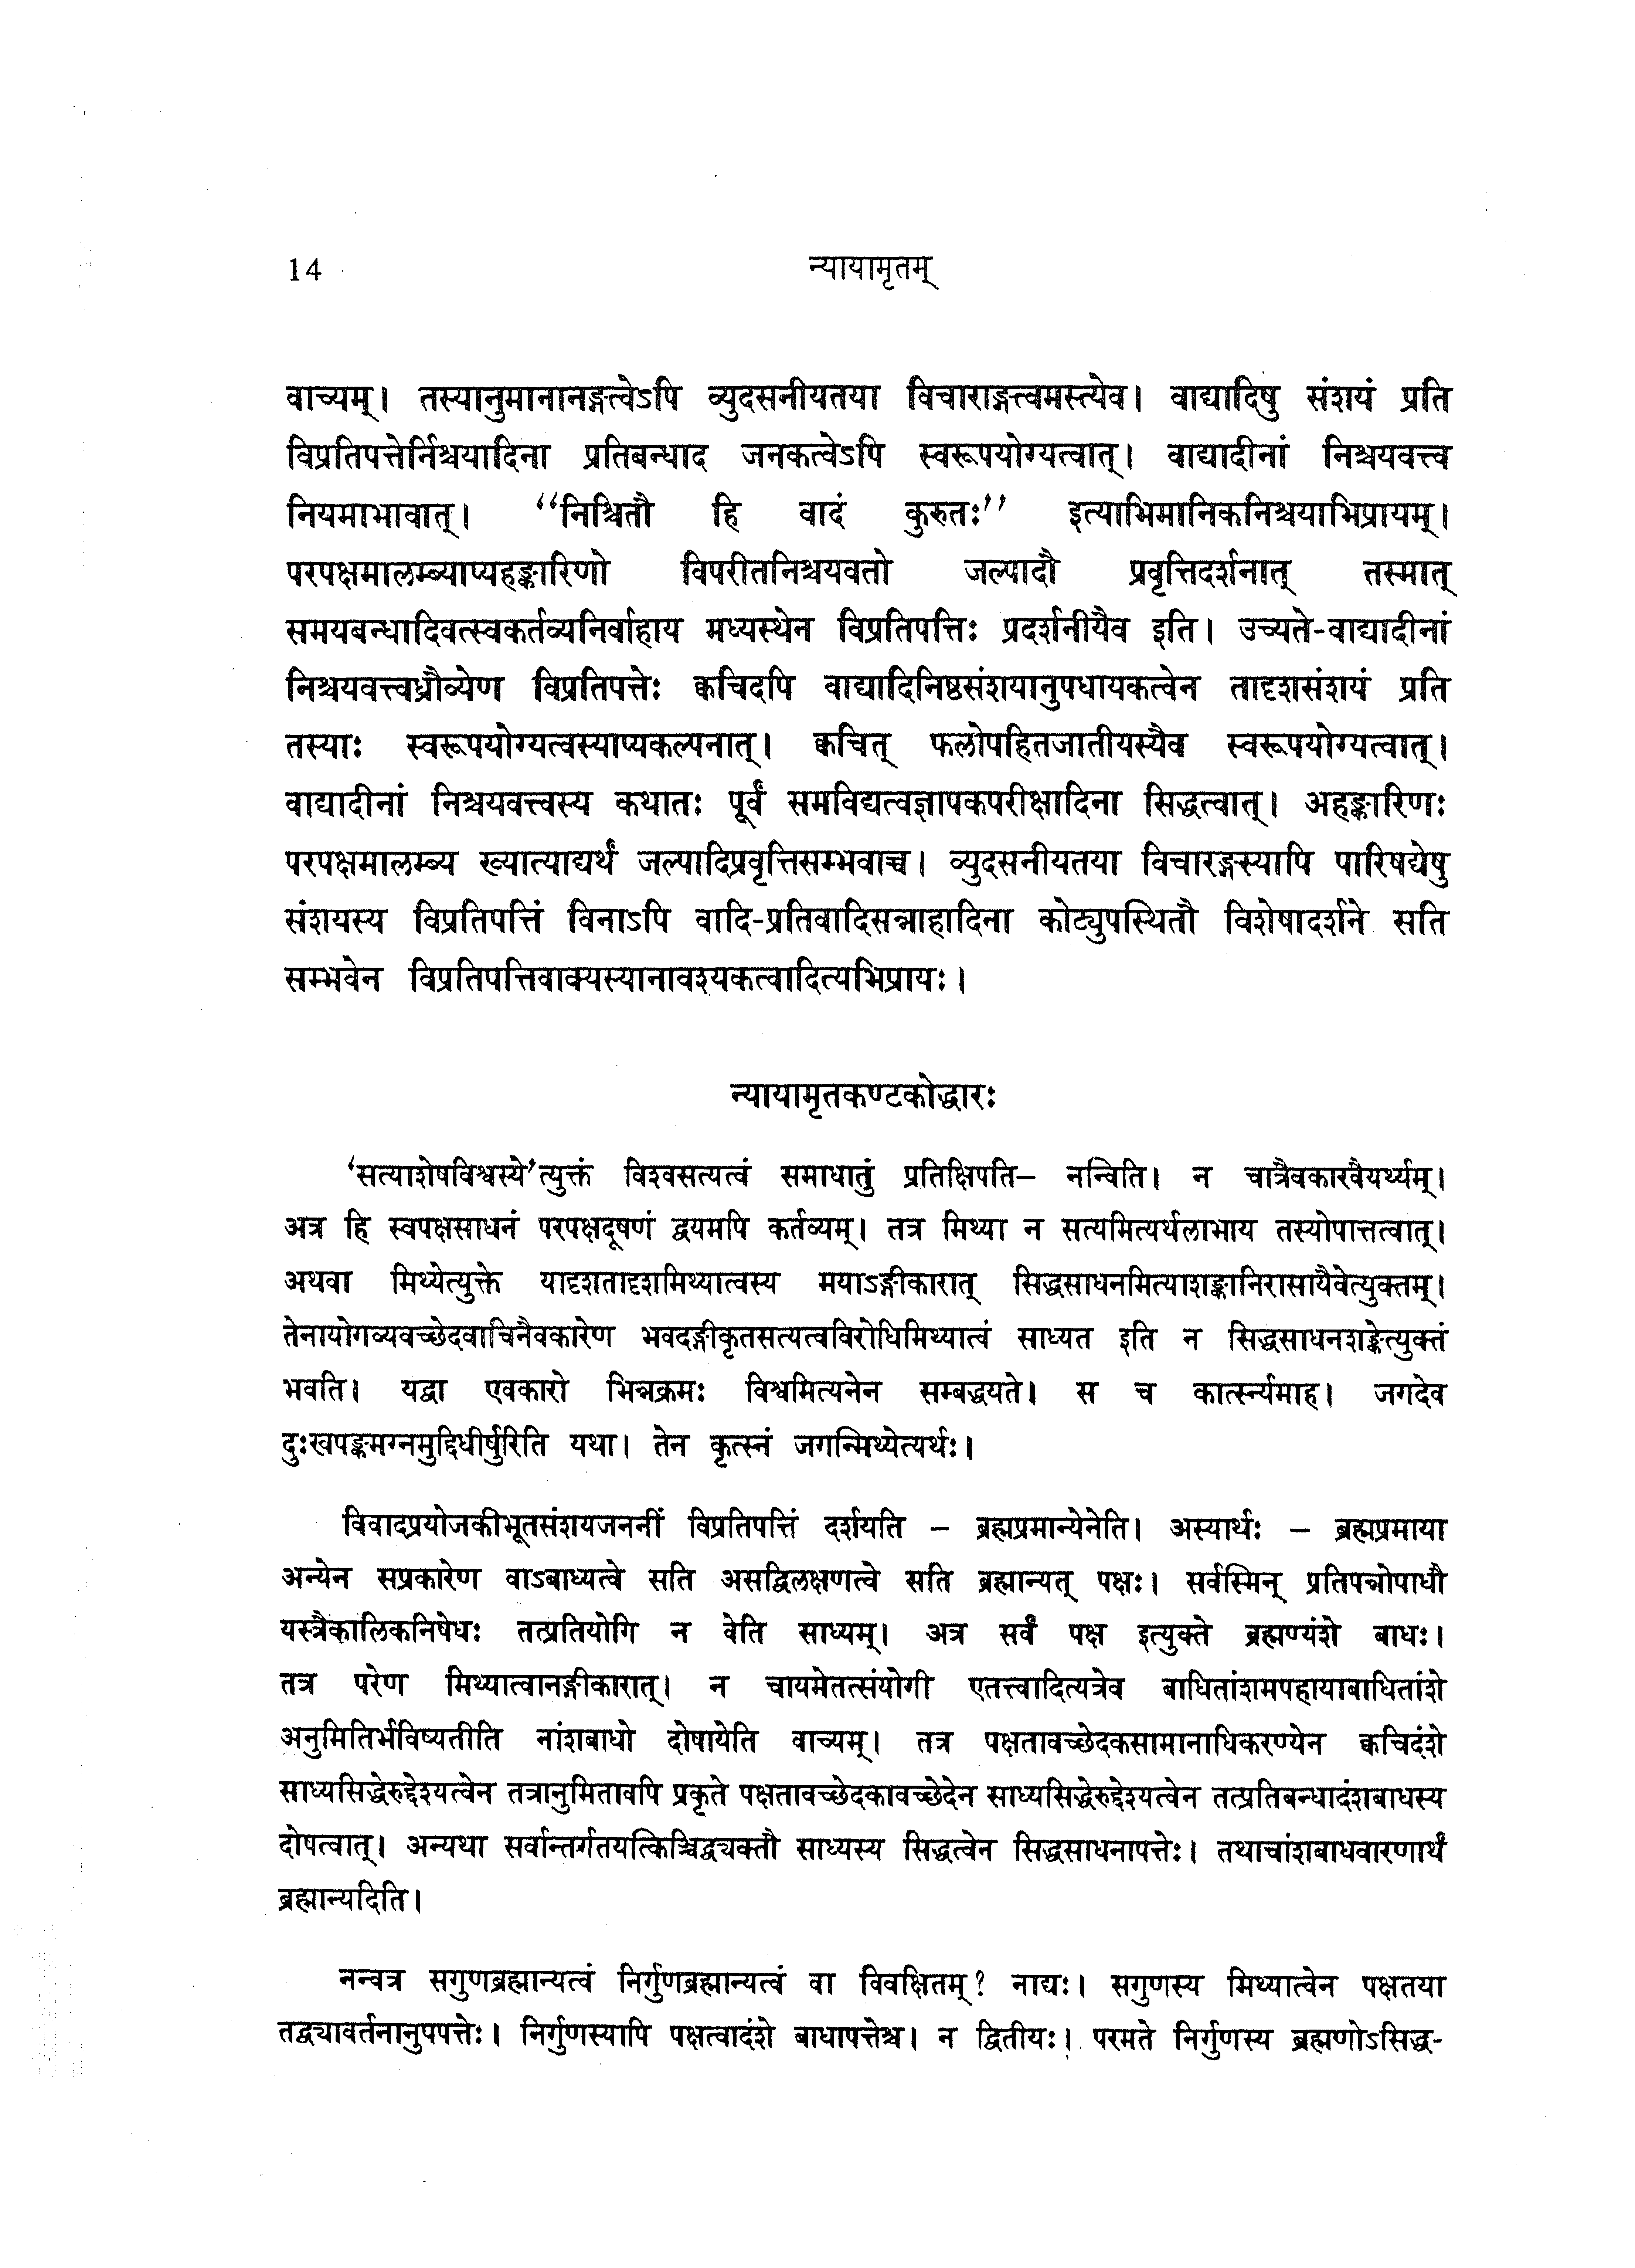 14
न्यायामृतम्
वाच्यम्। तस्यानुमानानङ्गत्वेऽपि व्युदसनीयतया विचाराङ्गत्त्वमस्त्येव। वाद्यादिषु संशयं प्रति
विप्रतिपत्तेर्निश्चयादिना प्रतिबन्धाद जनकत्वेऽपि स्वरूपयोग्यत्वात्। वाद्यादीनां निश्चयवत्त्व
नियमाभावात्। “निश्चितौ हि वादं कुरुतः” इत्याभिमानिकनिश्चयाभिप्रायम्।
परपक्षमालम्ब्याप्यहङ्कारिणो विपरीतनिश्चयवतो जल्पादौ प्रवृत्तिदर्शनात् तस्मात्
समयबन्धादिवत्स्वकर्तव्यनिर्वाहाय मध्यस्थेन विप्रतिपत्तिः प्रदर्शनीयैव इति। उच्यते-वाद्यादीनां
निश्चयवत्त्वध्रौव्येण विप्रतिपत्तेः क्वचिदपि वाद्यादिनिष्ठसंशयानुपधायकत्वेन तादृशसंशयं प्रति
तस्याः स्वरूपयोग्यत्वस्याप्यकल्पनात्। क्वचित् फलोपहितजातीयस्यैव स्वरूपयोग्यत्वात्।
वाद्यादीनां निश्चयवत्त्वस्य कथातः पूर्वं समविद्यत्वज्ञापकपरीक्षादिना सिद्धत्वात्। अहङ्कारिणः
परपक्षमालम्ब्य ख्यात्याद्यर्थं जल्पादिप्रवृत्तिसम्भवाच्च। व्युदसनीयतया विचारङ्गस्यापि पारिषद्येषु
संशयस्य विप्रतिपत्तिं विनाऽपि वादि-प्रतिवादिसन्नाहादिना कोट्युपस्थितौ विशेषादर्शने सति
सम्भवेन विप्रतिपत्तिवाक्यस्यानावश्यकत्वादित्यभिप्रायः।
न्यायामृतकण्टकोद्धारः
‘सत्याशेषविश्वस्ये’त्युक्तं विश्वसत्यत्वं समाधातुं प्रतिक्षिपति– नन्विति। न चात्रैवकारवैयर्थ्यम्।
अत्र हि स्वपक्षसाधनं परपक्षदूषणं द्वयमपि कर्तव्यम्। तत्र मिथ्या न सत्यमित्यर्थलाभाय तस्योपात्तत्वात्।
अथवा मिथ्येत्युक्ते यादृशतादृशमिथ्यात्वस्य मयाऽङ्गीकारात् सिद्धसाधनमित्याशङ्कानिरासायैवेत्युक्तम्।
तेनायोगव्यवच्छेदवाचिनैवकारेण भवदङ्गीकृतसत्यत्वविरोधिमिथ्यात्वं साध्यत इति न सिद्धसाधनशङ्केत्युक्तं
भवति। यद्वा एवकारो भिन्नक्रमः विश्वमित्यनेन सम्बद्धयते। स च कार्त्स्न्यमाह। जगदेव
दुःखपङ्कमग्नमुद्दिधीर्षुरिति यथा। तेन कृत्स्नं जगन्मिथ्येत्यर्थः।
विवादप्रयोजकीभूतसंशयजननीं विप्रतिपत्तिं दर्शयति – ब्रह्मप्रमान्येनेति। अस्यार्थः – ब्रह्मप्रमाया
अन्येन सप्रकारेण वाऽबाध्यत्वे सति असद्विलक्षणत्वे सति ब्रह्मान्यत् पक्षः। सर्वस्मिन् प्रतिपन्नोपाधौ
यस्त्रैकालिकनिषेधः तत्प्रतियोगि न वेति साध्यम्। अत्र सर्वं पक्ष इत्युक्ते ब्रह्मण्यंशे बाधः।
तत्र परेण मिथ्यात्वानङ्गीकारात्। न चायमेतत्संयोगी एतत्त्वादित्यत्रेव बाधितांशमपहायाबाधितांशे
अनुमितिर्भविष्यतीति नांशबाधो दोषायेति वाच्यम्। तत्र पक्षतावच्छेदकसामानाधिकरण्येन क्वचिदंशे
साध्यसिद्धेरुद्देश्यत्वेन तत्रानुमितावपि प्रकृते पक्षतावच्छेदकावच्छेदेन साध्यसिद्धेरुद्देश्यत्वेन तत्प्रतिबन्धादंशबाधस्य
दोषत्वात्। अन्यथा सर्वान्तर्गतयत्किञ्चिद्व्यक्तौ साध्यस्य सिद्धत्वेन सिद्धसाधनापत्तेः। तथाचांशबाधवारणार्थं
ब्रह्मान्यदिति।
नन्वत्र सगुणब्रह्मान्यत्वं निर्गुणब्रह्मान्यत्वं वा विवक्षितम्? नाद्यः। सगुणस्य मिथ्यात्वेन पक्षतया
तद्व्यावर्तनानुपपत्तेः। निर्गुणस्यापि पक्षत्वादंशे बाधापत्तेश्च। न द्वितीयः। परमते निर्गुणस्य ब्रह्मणोऽसिद्ध-